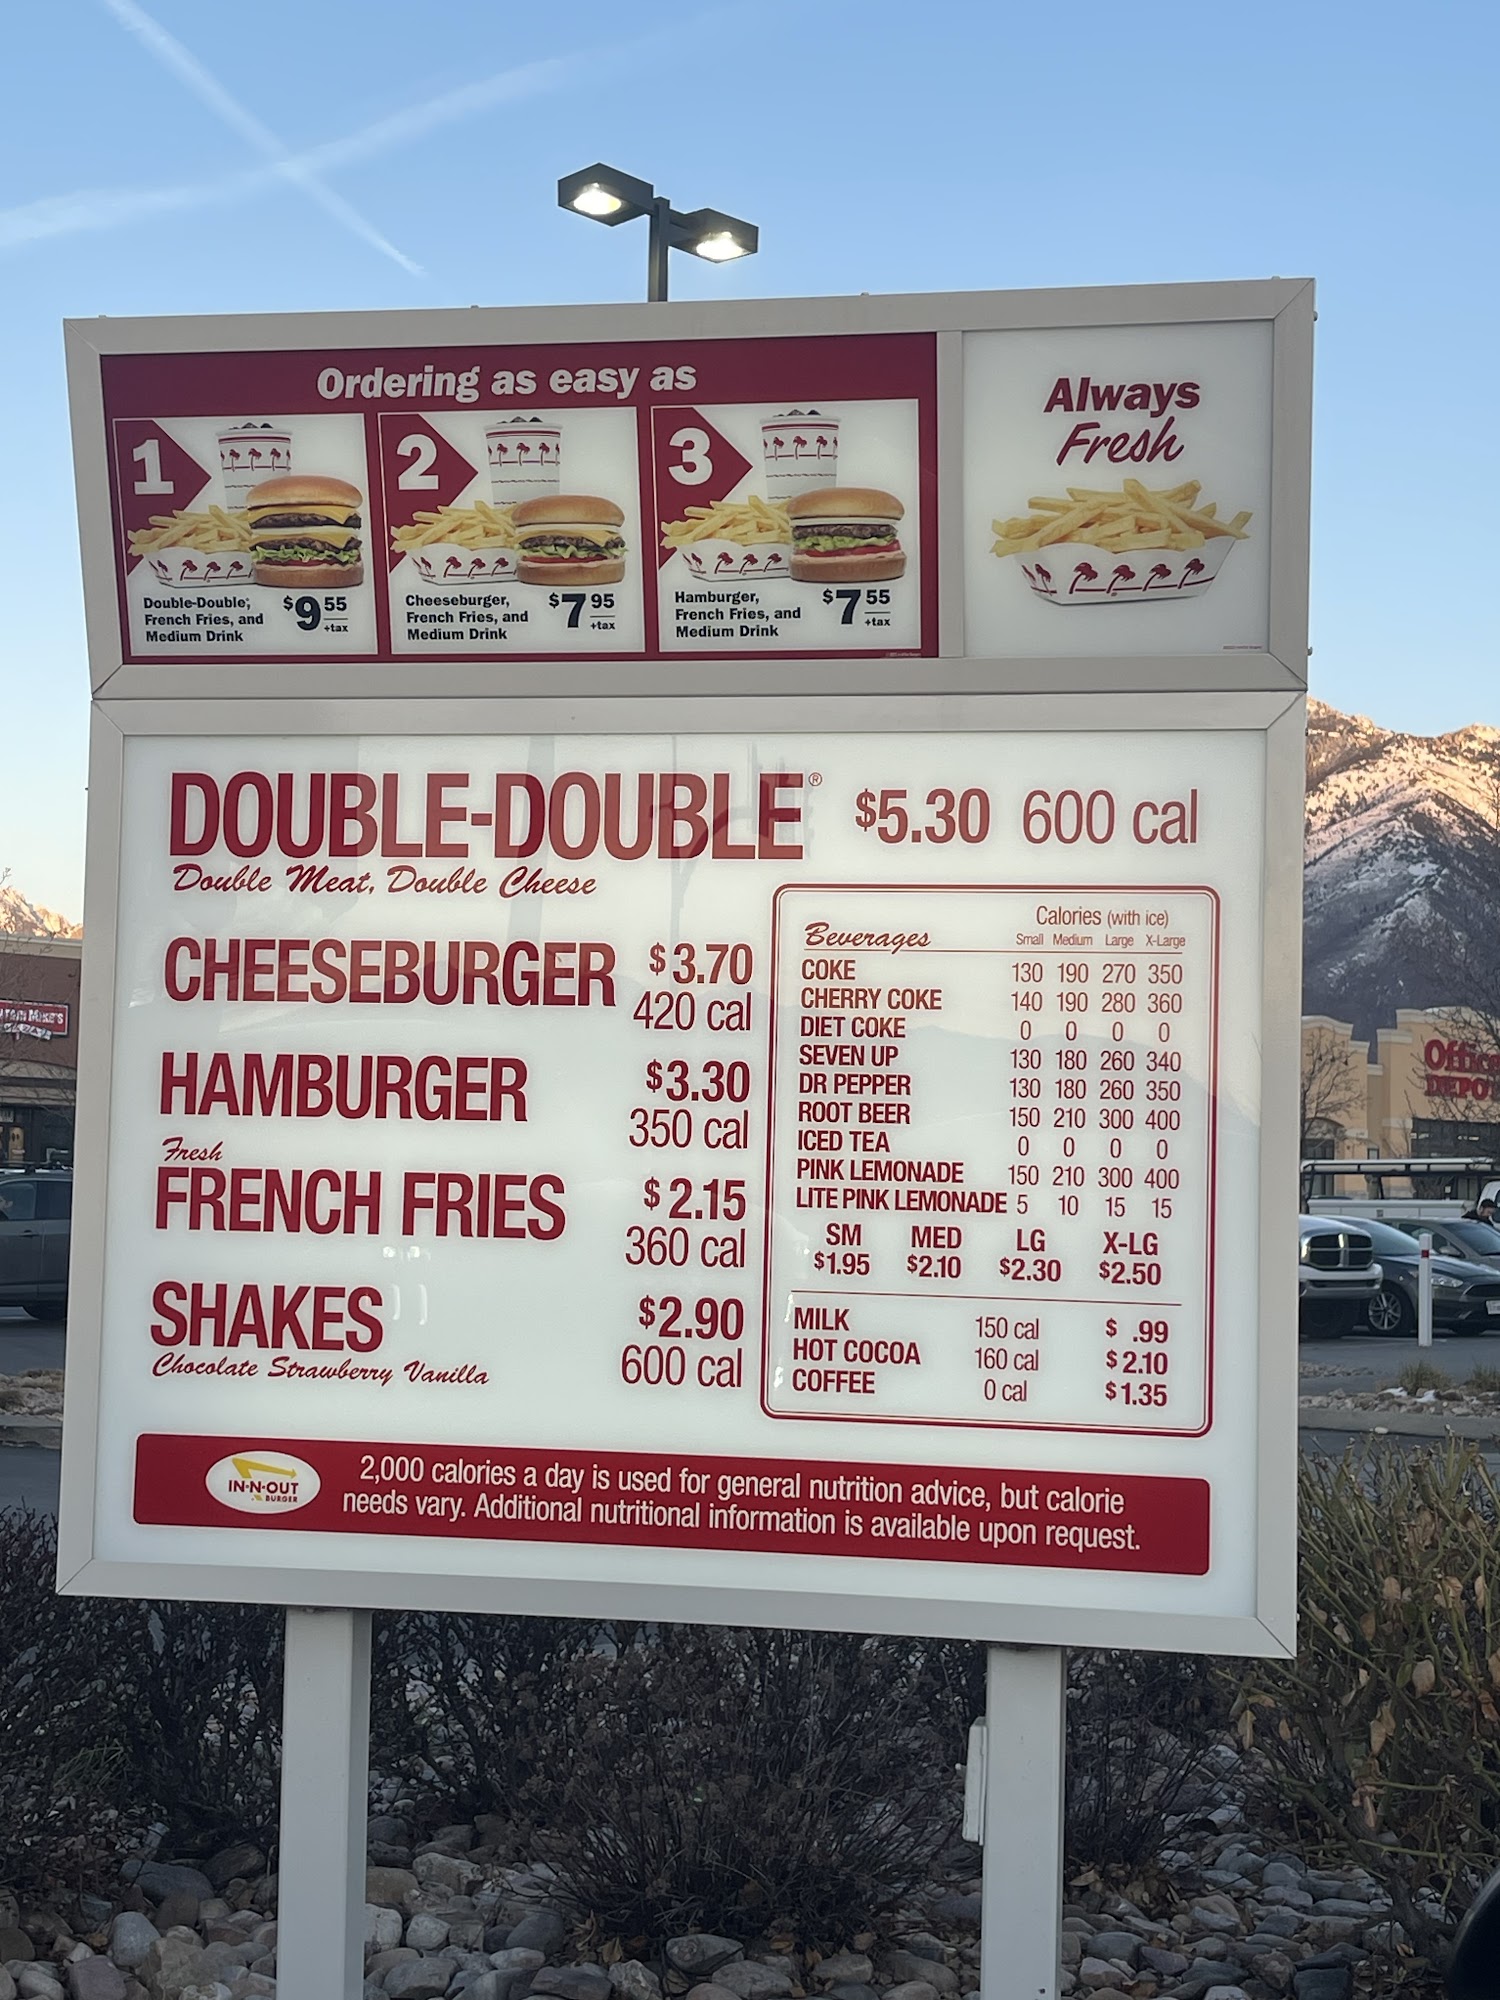 Ordering as easy as
1
Double-Double®,
French Fries, and
Medium Drink
$9 55
+tax
2
Cheeseburger,
French Fries, and
Medium Drink
$7 95
+tax
3
Hamburger,
French Fries, and
Medium Drink
$7 55
+tax
Always
Fresh
DOUBLE-DOUBLE® $5.30 600 cal
Double Meat, Double Cheese
CHEESEBURGER $3.70
420 cal
HAMBURGER $3.30
350 cal
Fresh
FRENCH FRIES $2.15
360 cal
SHAKES $2.90
Chocolate Strawberry Vanilla 600 cal
Calories (with ice)
Beverages Small Medium Large X-Large
COKE 130 190 270 350
CHERRY COKE 140 190 280 360
DIET COKE 0 0 0 0
SEVEN UP 130 180 260 340
DR PEPPER 130 180 260 350
ROOT BEER 150 210 300 400
ICED TEA 0 0 0 0
PINK LEMONADE 150 210 300 400
LITE PINK LEMONADE 5 10 15 15
SM MED LG X-LG
$1.95 $2.10 $2.30 $2.50
MILK 150 cal $ .99
HOT COCOA 160 cal $2.10
COFFEE 0 cal $1.35
IN-N-OUT
BURGER
2,000 calories a day is used for general nutrition advice, but calorie
needs vary. Additional nutritional information is available upon request.
MIKE'S
Office
DEPO